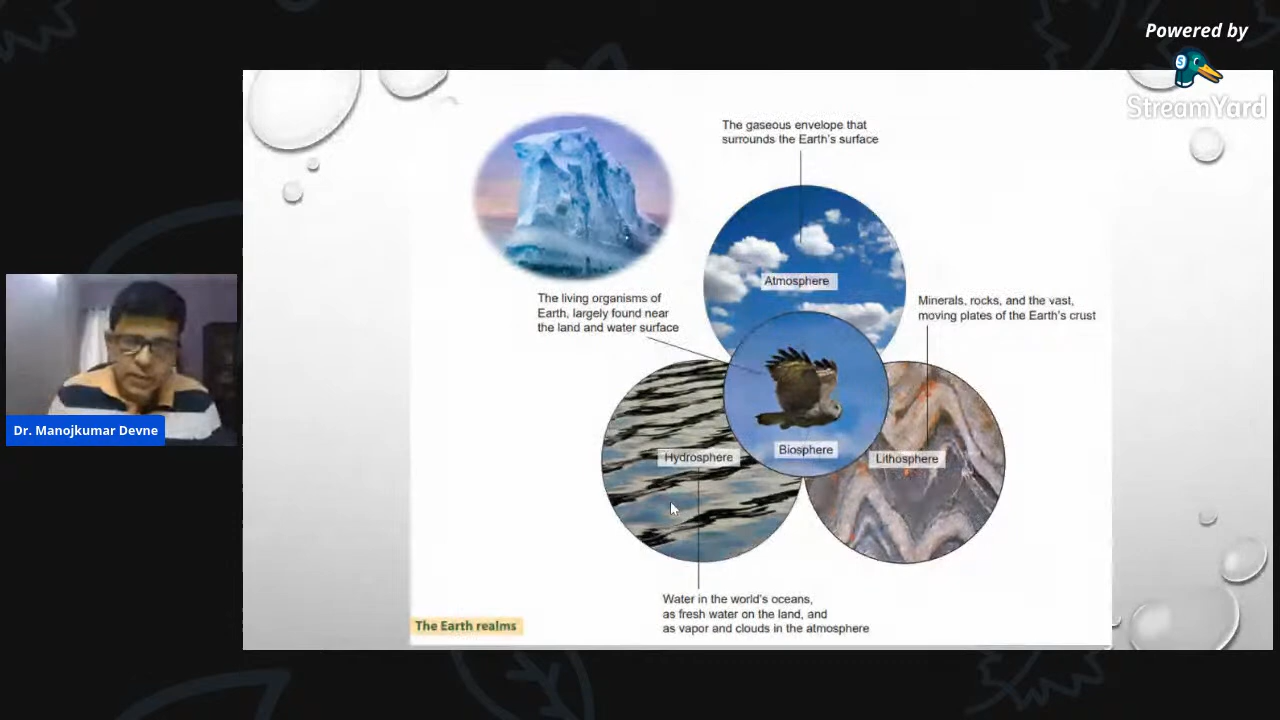 Powered by
StreamYard
The gaseous envelope that
surrounds the Earth's surface
Atmosphere
The living organisms of
Earth, largely found near
the land and water surface
Minerals, rocks, and the vast,
moving plates of the Earth's crust
Biosphere
Hydrosphere
Lithosphere
Dr. Manojkumar Devne
Water in the world's oceans,
as fresh water on the land, and
as vapor and clouds in the atmosphere
The Earth realms